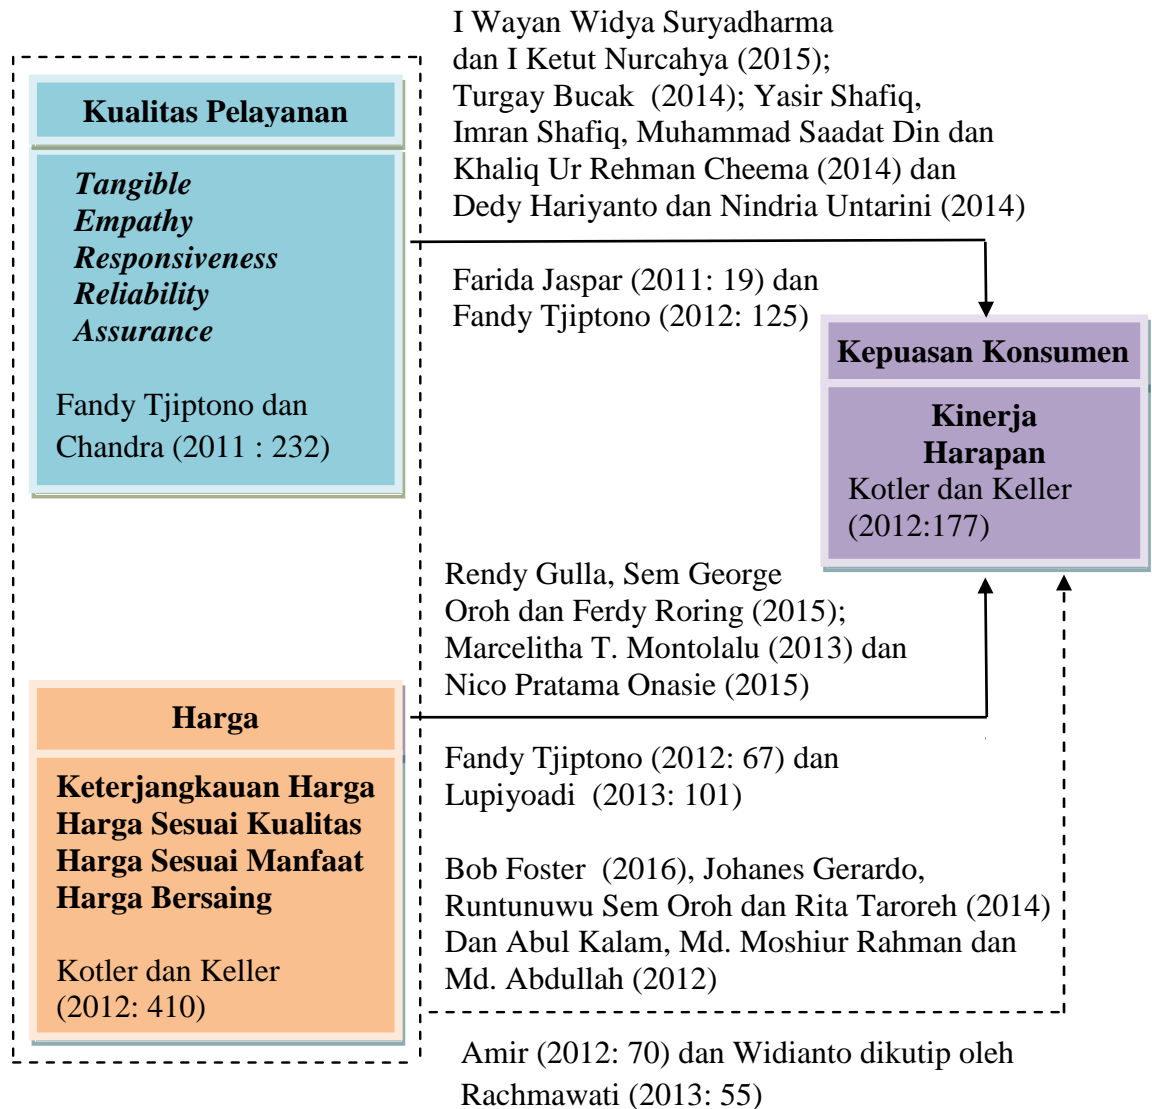 I Wayan Widya Suryadharma
dan I Ketut Nurcahya (2015);
Turgay Bucak (2014); Yasir Shafiq,
Imran Shafiq, Muhammad Saadat Din dan
Khaliq Ur Rehman Cheema (2014) dan
Dedy Hariyanto dan Nindria Untarini (2014)
Kualitas Pelayanan
Tangible
Empathy
Responsiveness
Reliability
Assurance
Fandy Tjiptono dan
Chandra (2011 : 232)
Farida Jaspar (2011: 19) dan
Fandy Tjiptono (2012: 125)
Kepuasan Konsumen
Kinerja
Harapan
Kotler dan Keller
(2012:177)
Rendy Gulla, Sem George
Oroh dan Ferdy Roring (2015);
Marcelitha T. Montolalu (2013) dan
Nico Pratama Onasie (2015)
Harga
Keterjangkauan Harga
Harga Sesuai Kualitas
Harga Sesuai Manfaat
Harga Bersaing
Kotler dan Keller
(2012: 410)
Fandy Tjiptono (2012: 67) dan
Lupiyoadi (2013: 101)
Bob Foster (2016), Johanes Gerardo,
Runtunuwu Sem Oroh dan Rita Taroreh (2014)
Dan Abul Kalam, Md. Moshiur Rahman dan
Md. Abdullah (2012)
Amir (2012: 70) dan Widianto dikutip oleh
Rachmawati (2013: 55)